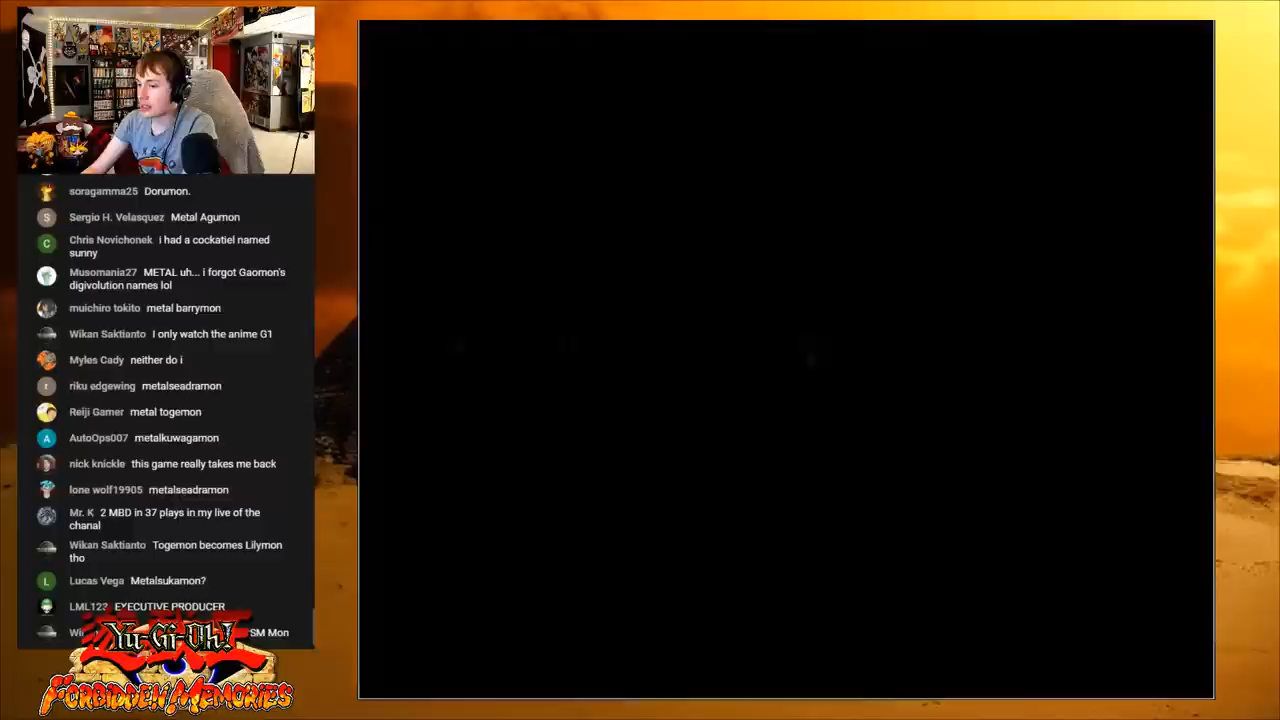 soragamma25 Dorumon.
Sergio H. Velasquez Metal Agumon
Chris Novichonek i had a cockatiel named
sunny
Musomania27 METAL uh... i forgot Gaomon's
digivolution names lol
muichiro tokito metal barrymon
Wikan Saktianto I only watch the anime G1
Myles Cady neither do i
riku edgewing metalseadramon
Reiji Gamer metal togemon
AutoOps007 metalkuwagamon
nick knickle this game really takes me back
lone wolf19905 metalseadramon
Mr. K 2 MBD in 37 plays in my live of the
chanal
Wikan Saktianto Togemon becomes Lilymon
tho
Lucas Vega Metalsukamon?
LML123 EXECUTIVE PRODUCER
SM Mon
Yu-Gi-Oh!
FORBIDDEN MEMORIES